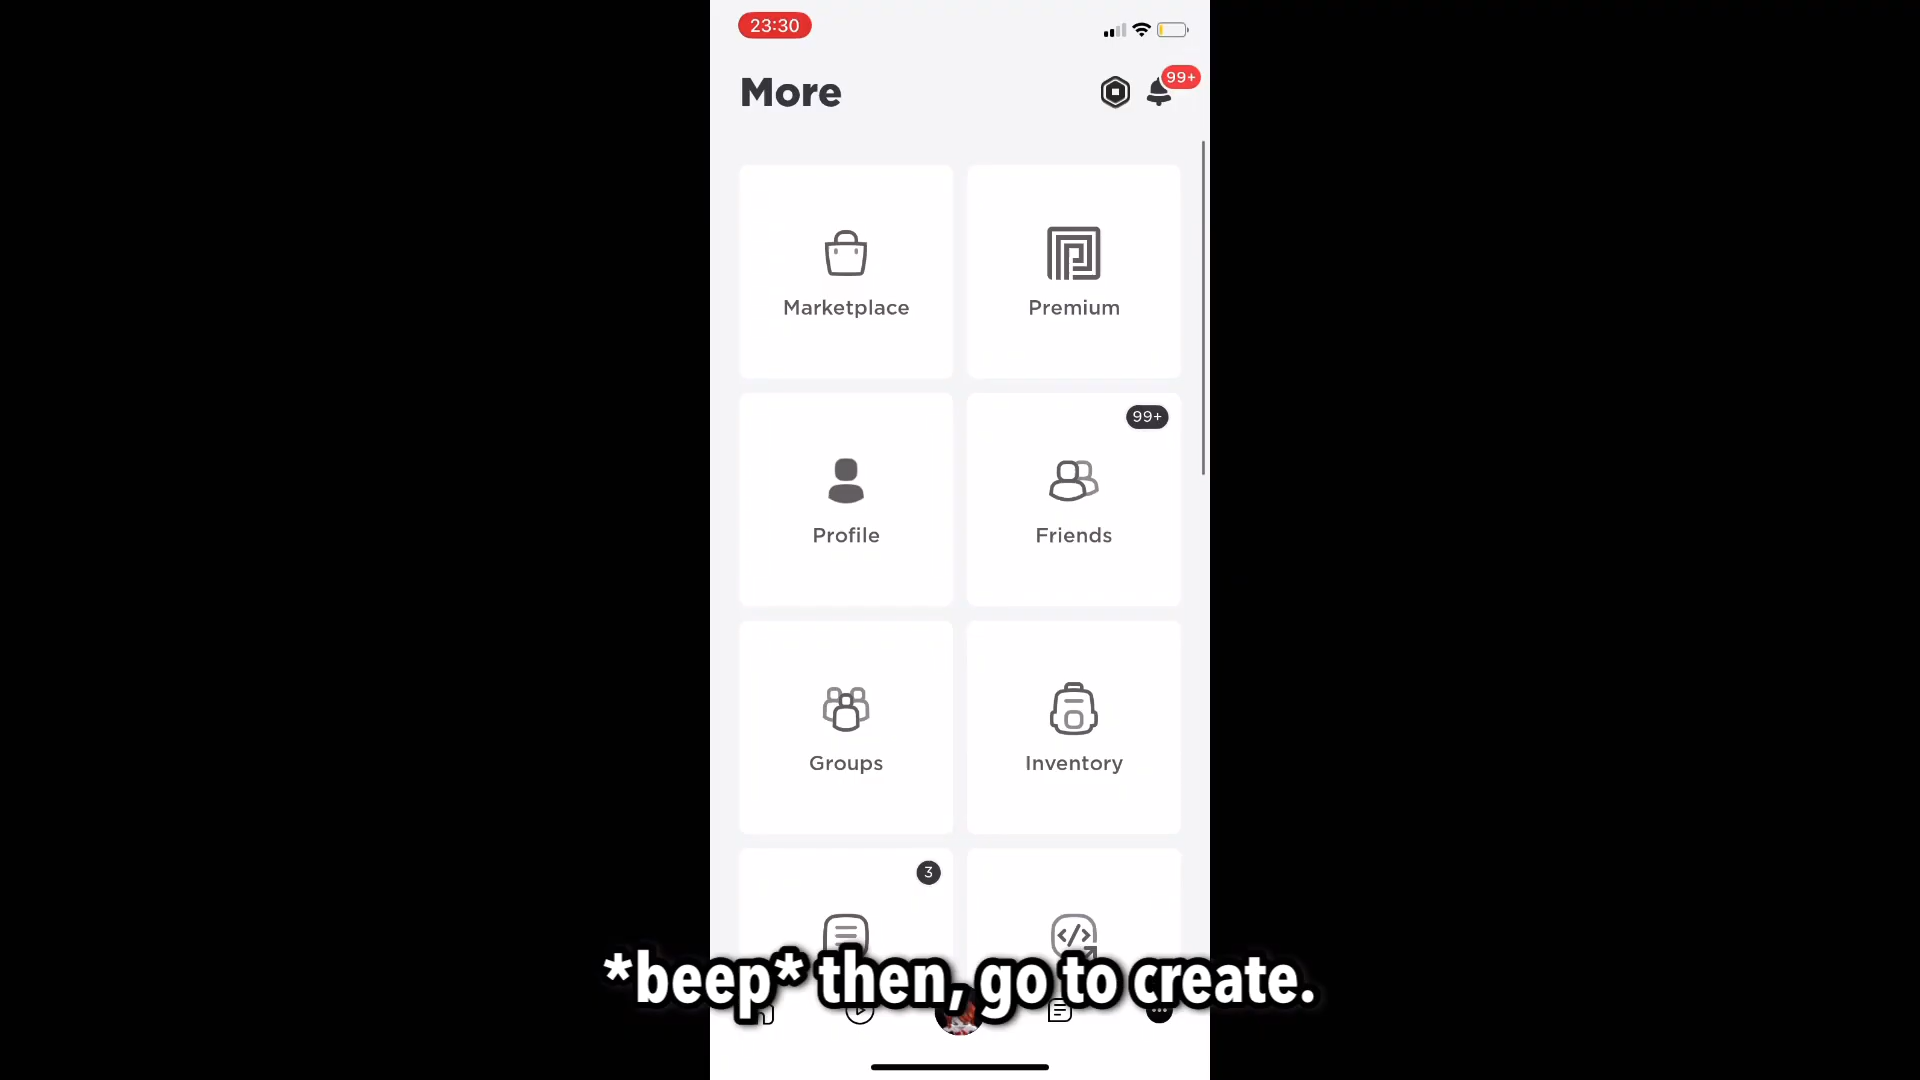 23:30
More
99+
Marketplace
Premium
99+
Profile
Friends
Groups
Inventory
3
*beep* then, go to create.